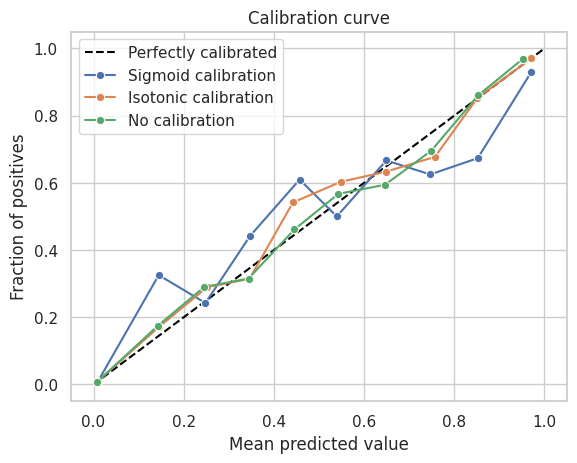 Calibration curve
Perfectly calibrated
Sigmoid calibration
Isotonic calibration
No calibration
Fraction of positives
1.0
0.8
0.6
0.4
0.2
0.0
0.0 0.2 0.4 0.6 0.8 1.0
Mean predicted value